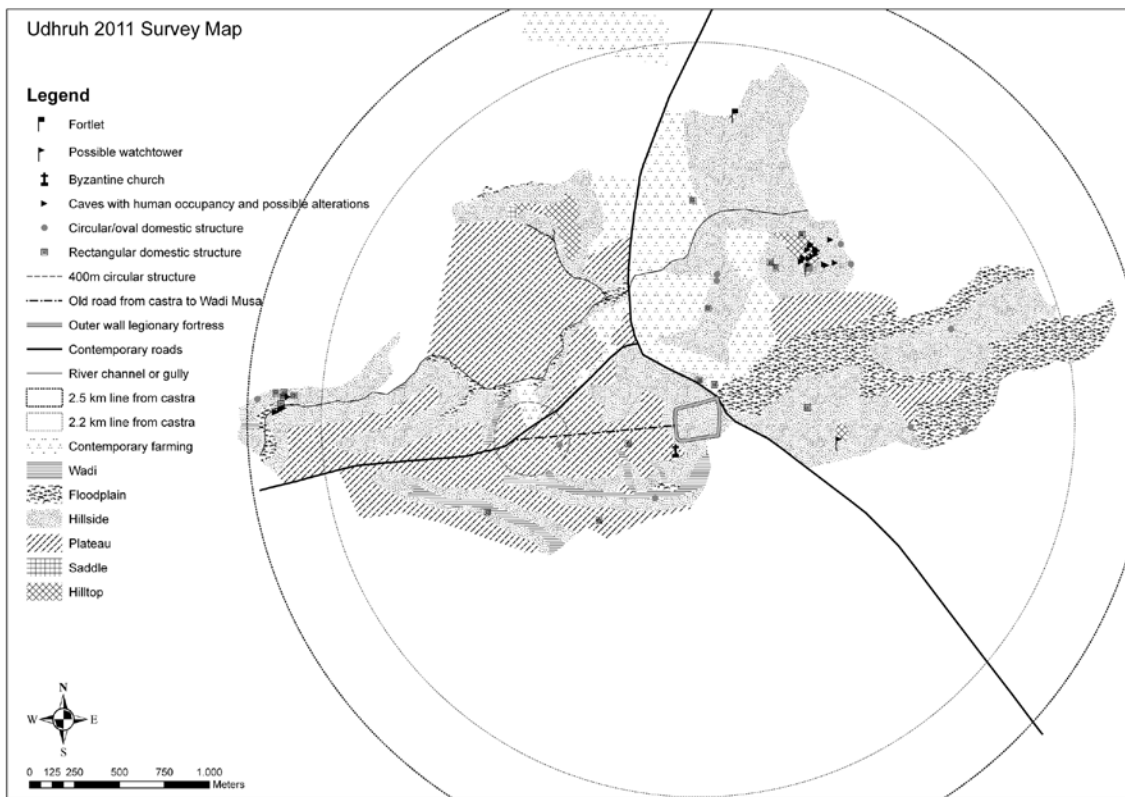 Udhruh 2011 Survey Map
Legend
Fortlet
Possible watchtower
Byzantine church
Caves with human occupancy and possible alterations
Circular/oval domestic structure
Rectangular domestic structure
400m circular structure
Old road from castra to Wadi Musa
Outer wall legionary fortress
Contemporary roads
River channel or gully
2.5 km line from castra
2.2 km line from castra
Contemporary farming
Wadi
Floodplain
Hillside
Plateau
Saddle
Hilltop
N
W E
S
0 125 250 500 750 1.000
Meters